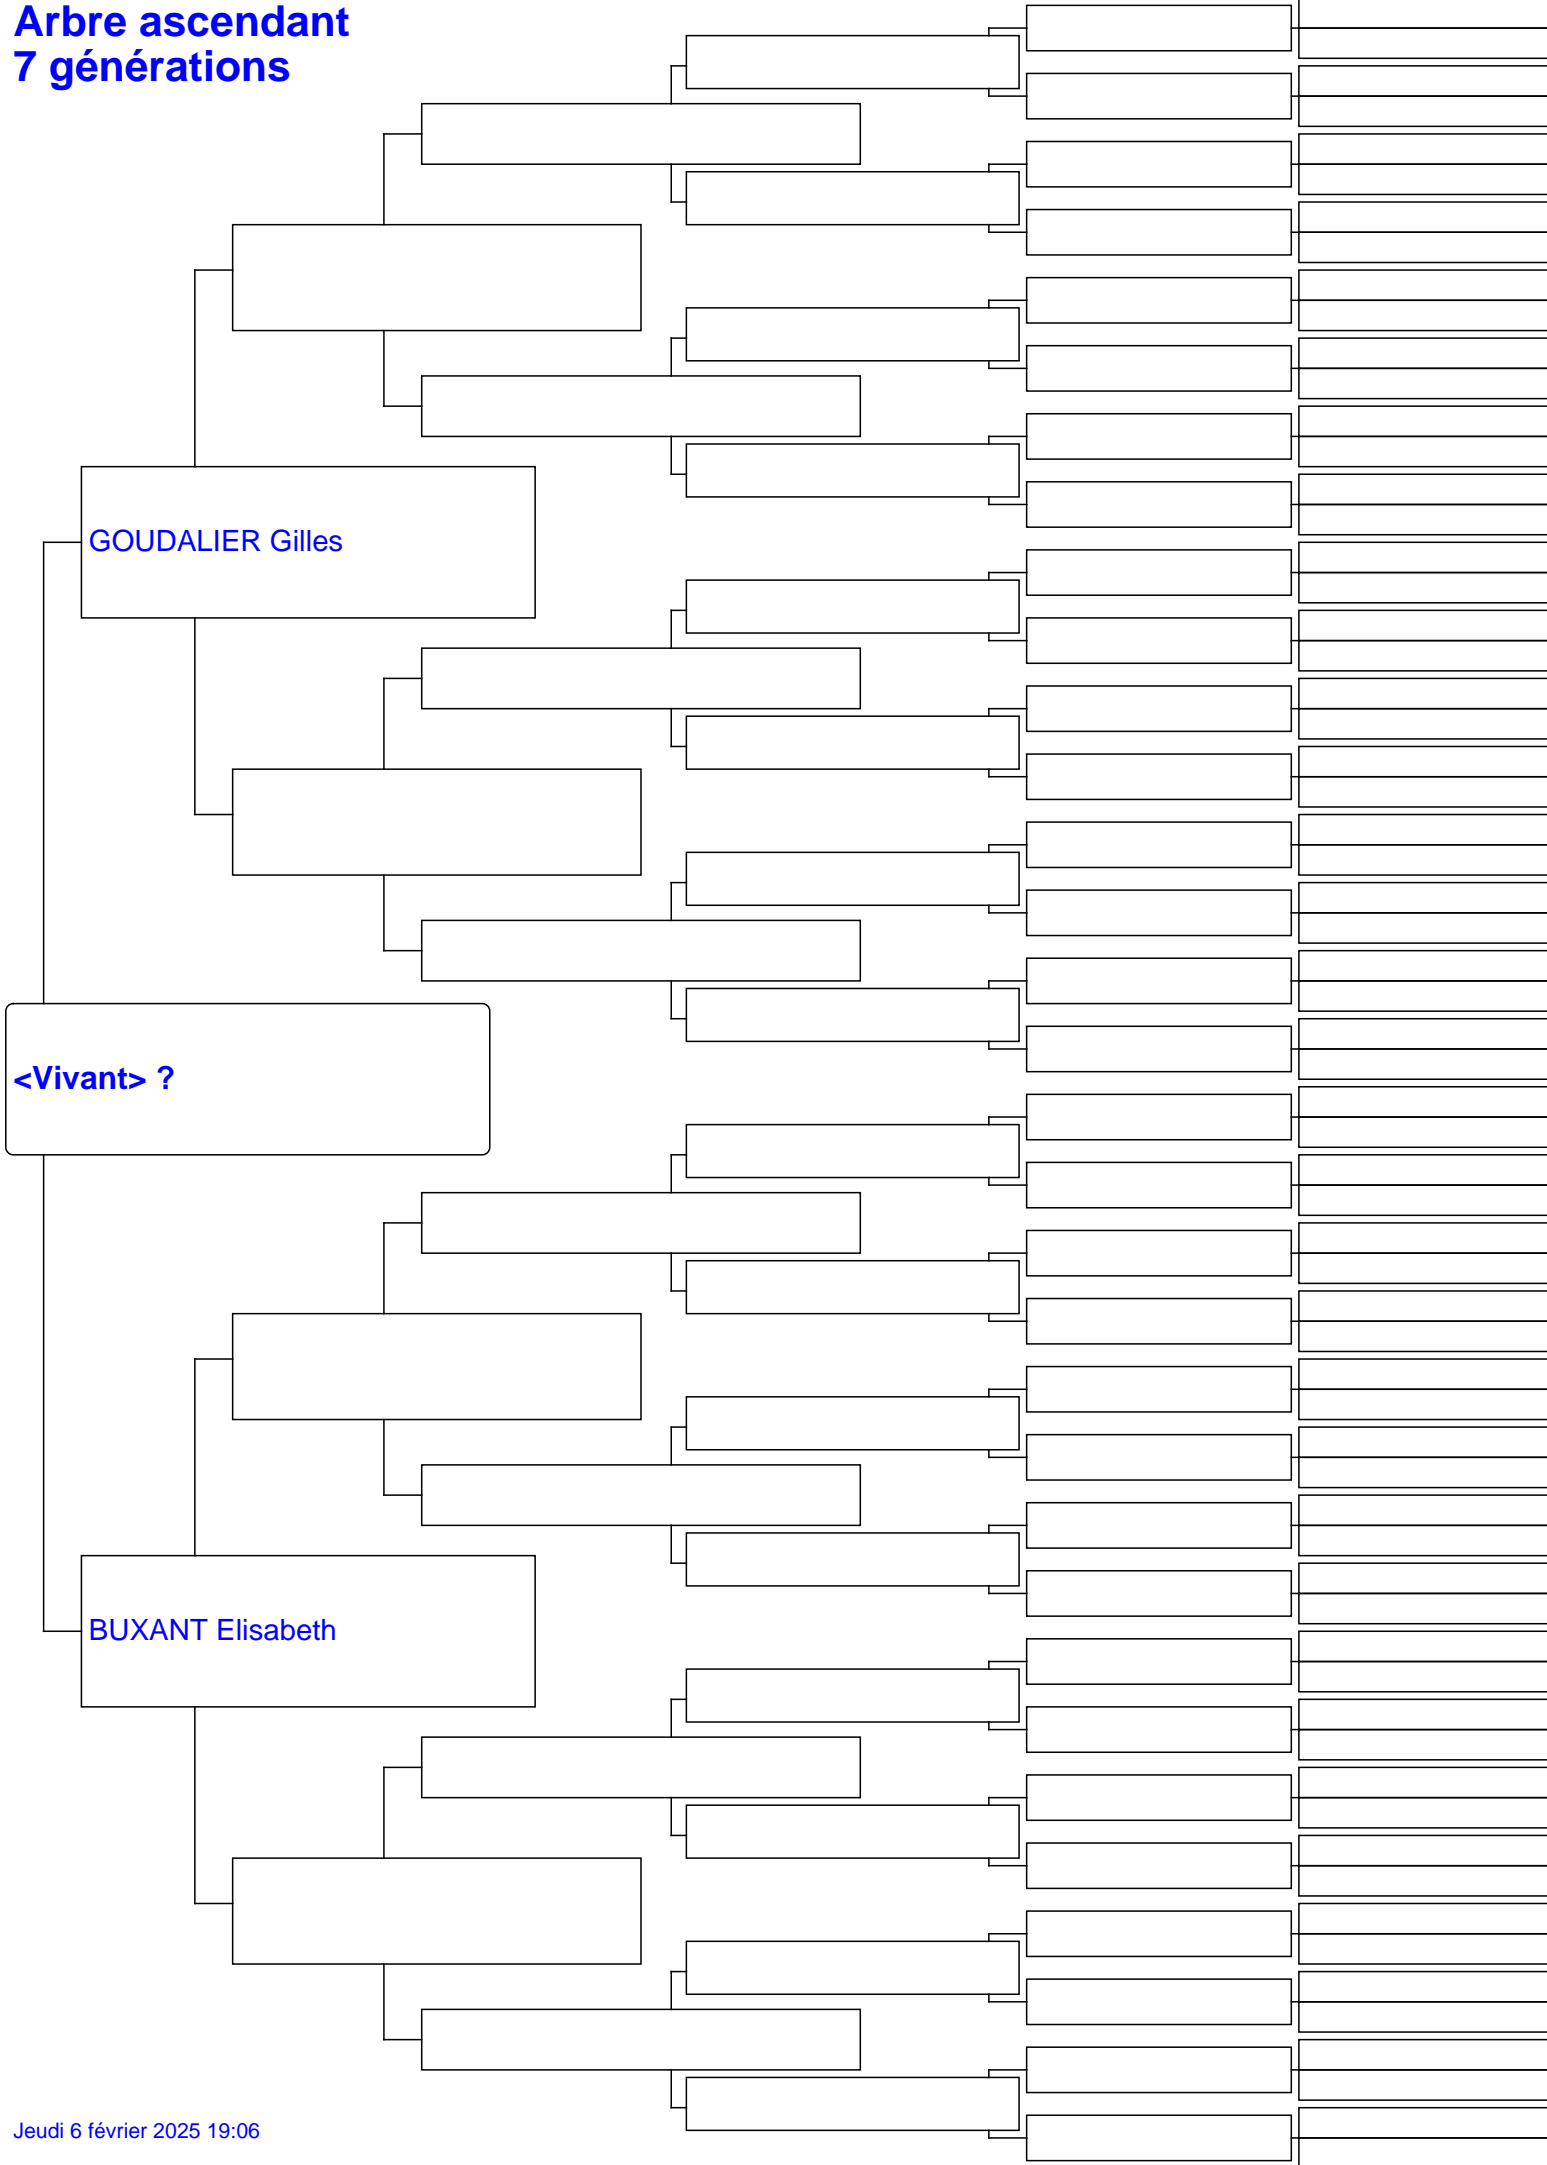 Arbre ascendant
7 générations
GOUDALIER Gilles
<Vivant> ?
BUXANT Elisabeth
Jeudi 6 février 2025 19:06